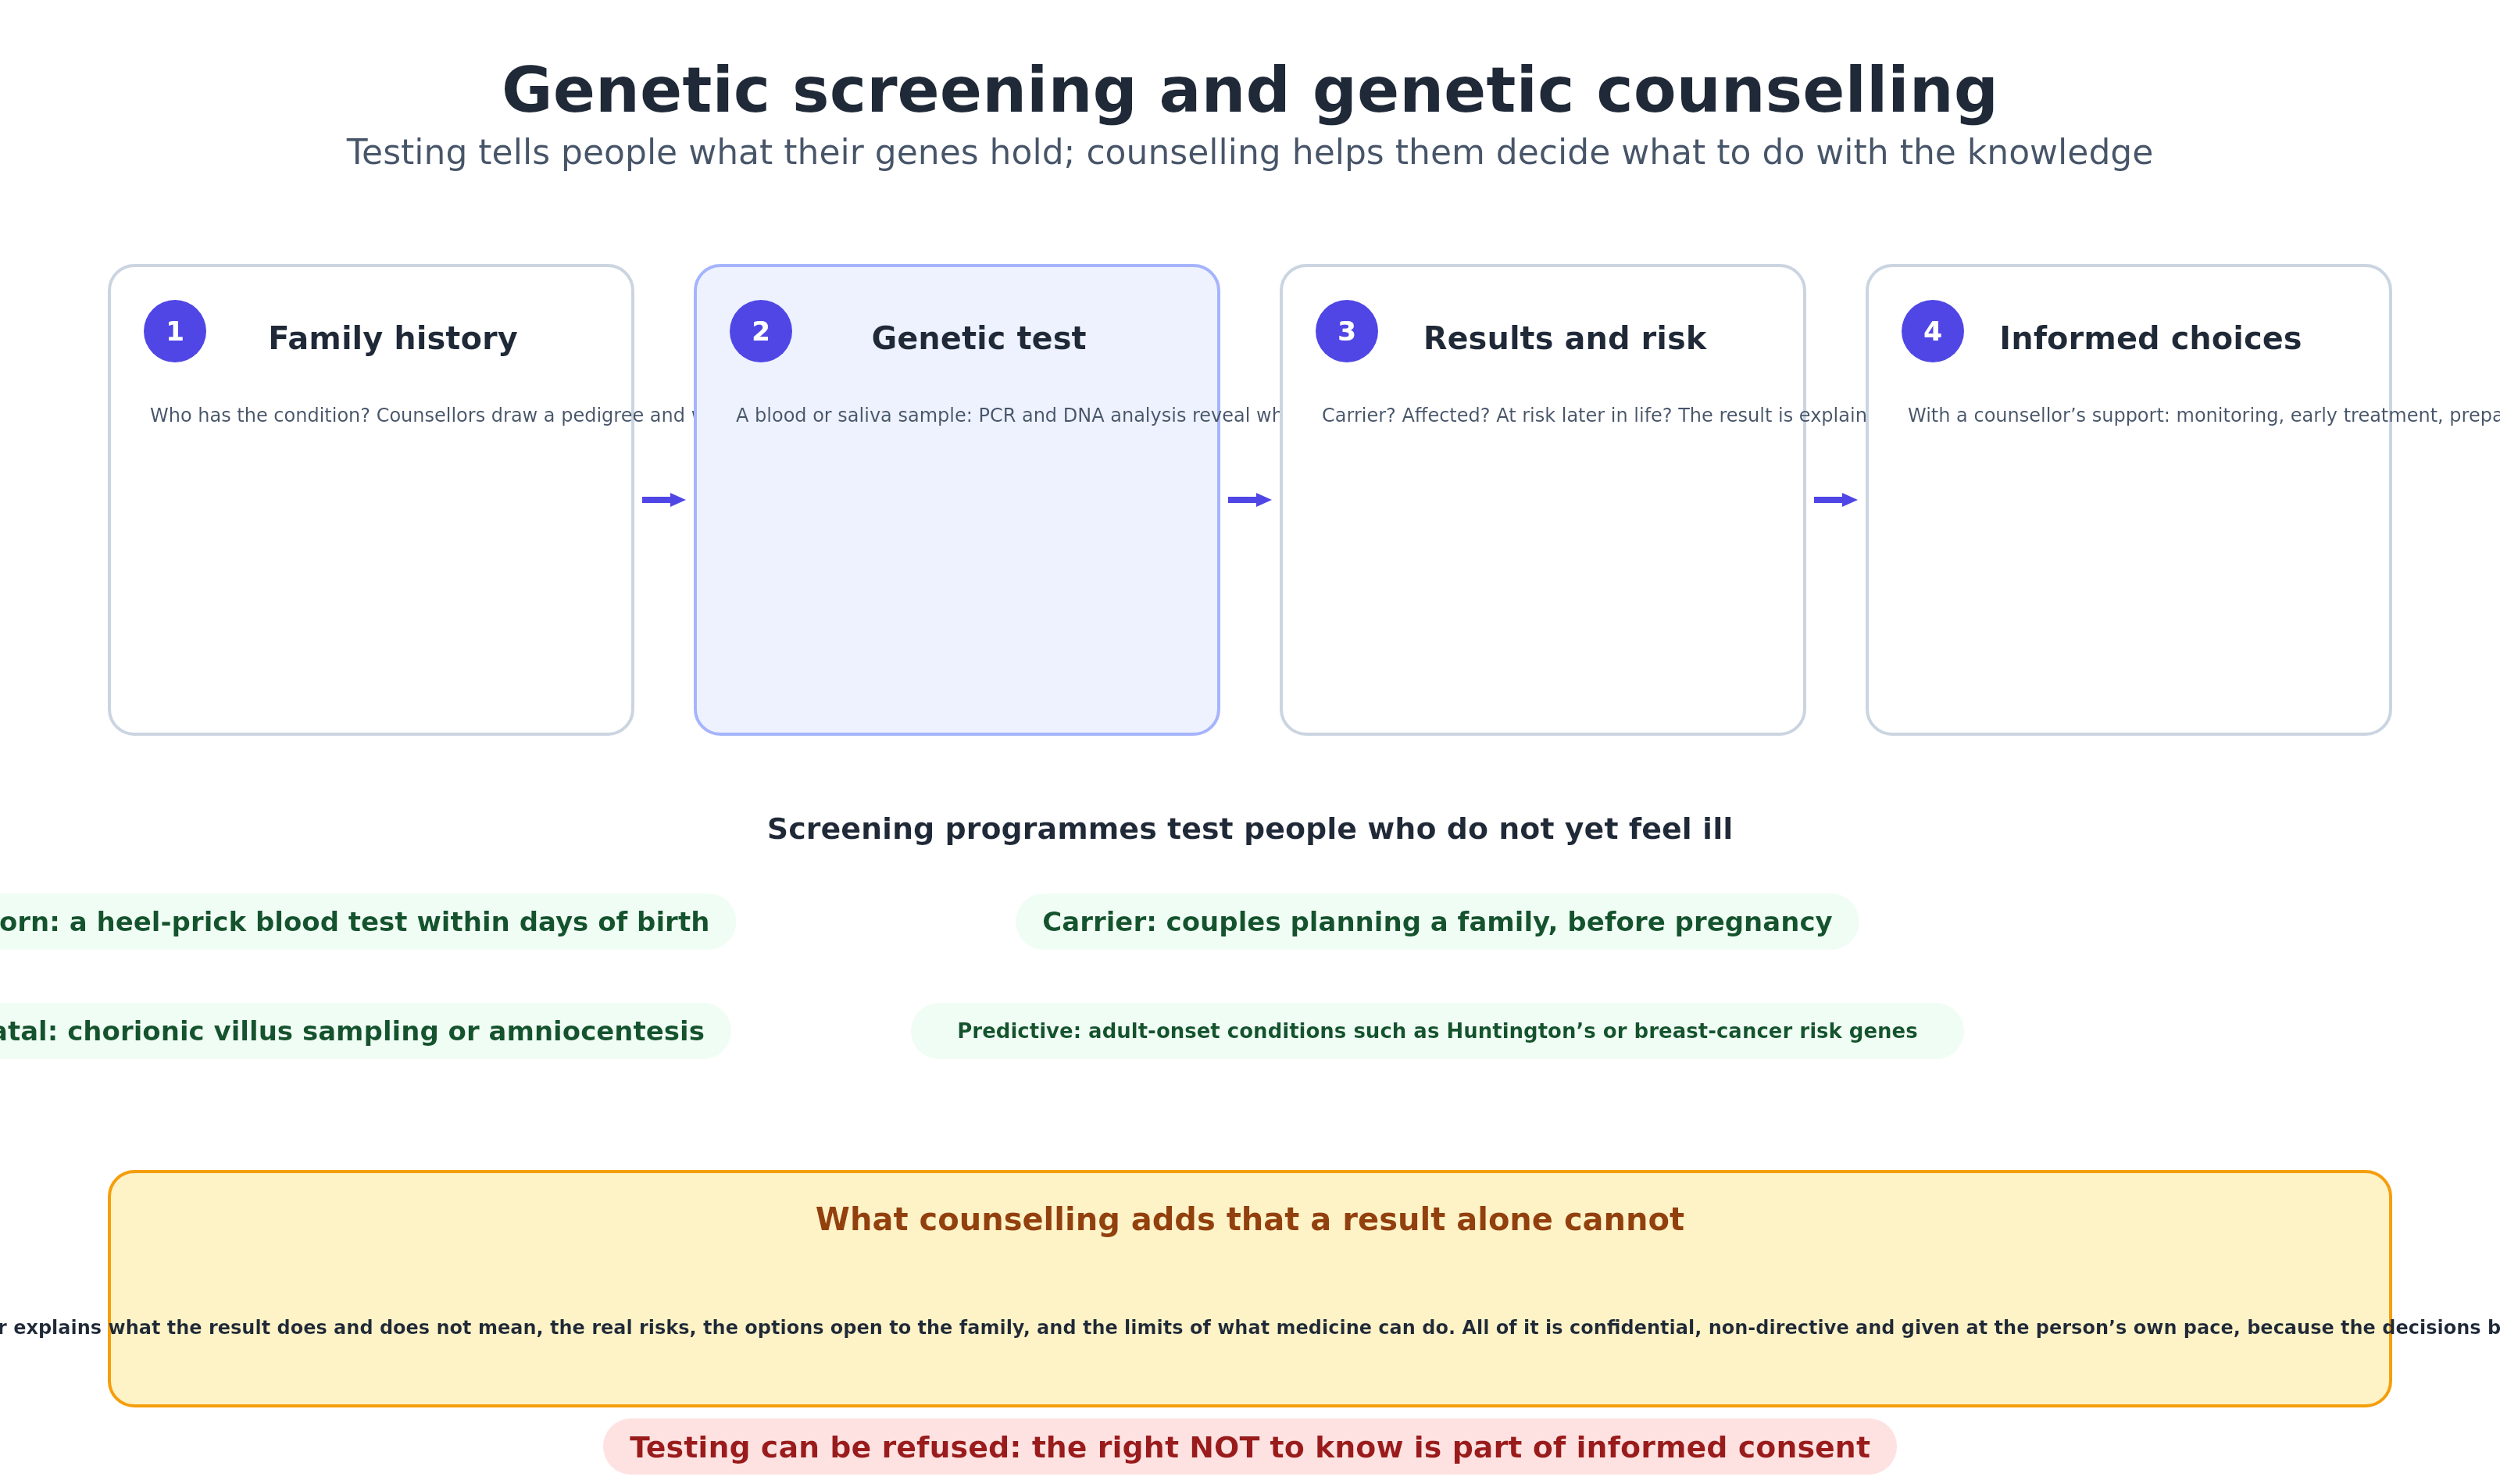 Genetic screening and genetic counselling
Testing tells people what their genes hold; counselling helps them decide what to do with the knowledge
1
Family history
Who has the condition? Counsellors draw a pedigree and
2
Genetic test
A blood or saliva sample: PCR and DNA analysis reveal
3
Results and risk
Carrier? Affected? At risk later in life? The result is
4
Informed choices
With a counsellor’s support: monitoring, early treatment,
Screening programmes test people who do not yet feel ill
a heel-prick blood test within days of birth
Carrier: couples planning a family, before pregnancy
chorionic villus sampling or amniocentesis
Predictive: adult-onset conditions such as Huntington’s or breast-cancer risk genes
What counselling adds that a result alone cannot
explains what the result does and does not mean, the real risks, the options open to the family, and the limits of what medicine can do. All of it is confidential, non-directive and given at the person’s own pace, because the decisions
Testing can be refused: the right NOT to know is part of informed consent